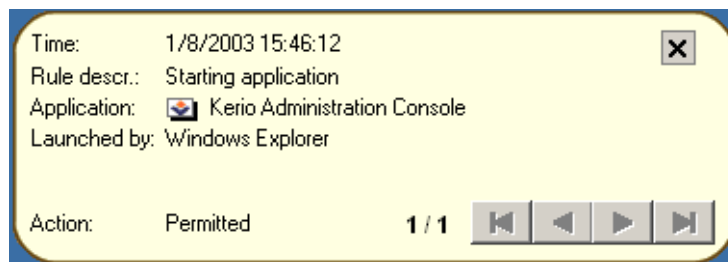 Time: 1/8/2003 15:46:12
Rule descr.: Starting application
Application: Kerio Administration Console
Launched by: Windows Explorer
Action: Permitted 1 / 1